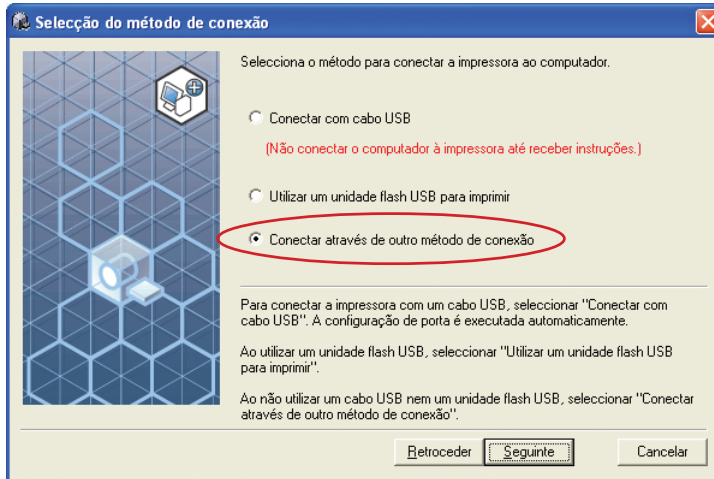 Selecção do método de conexão
Selecciona o método para conectar a impressora ao computador.
Conectar com cabo USB
(Não conectar o computador à impressora até receber instruções.)
Utilizar um unidade flash USB para imprimir
Conectar através de outro método de conexão
Para conectar a impressora com um cabo USB, seleccionar "Conectar com
cabo USB". A configuração de porta é executada automaticamente.
Ao utilizar um unidade flash USB, seleccionar "Utilizar um unidade flash USB
para imprimir".
Ao não utilizar um cabo USB nem um unidade flash USB, seleccionar "Conectar
através de outro método de conexão".
Retroceder
Seguinte
Cancelar